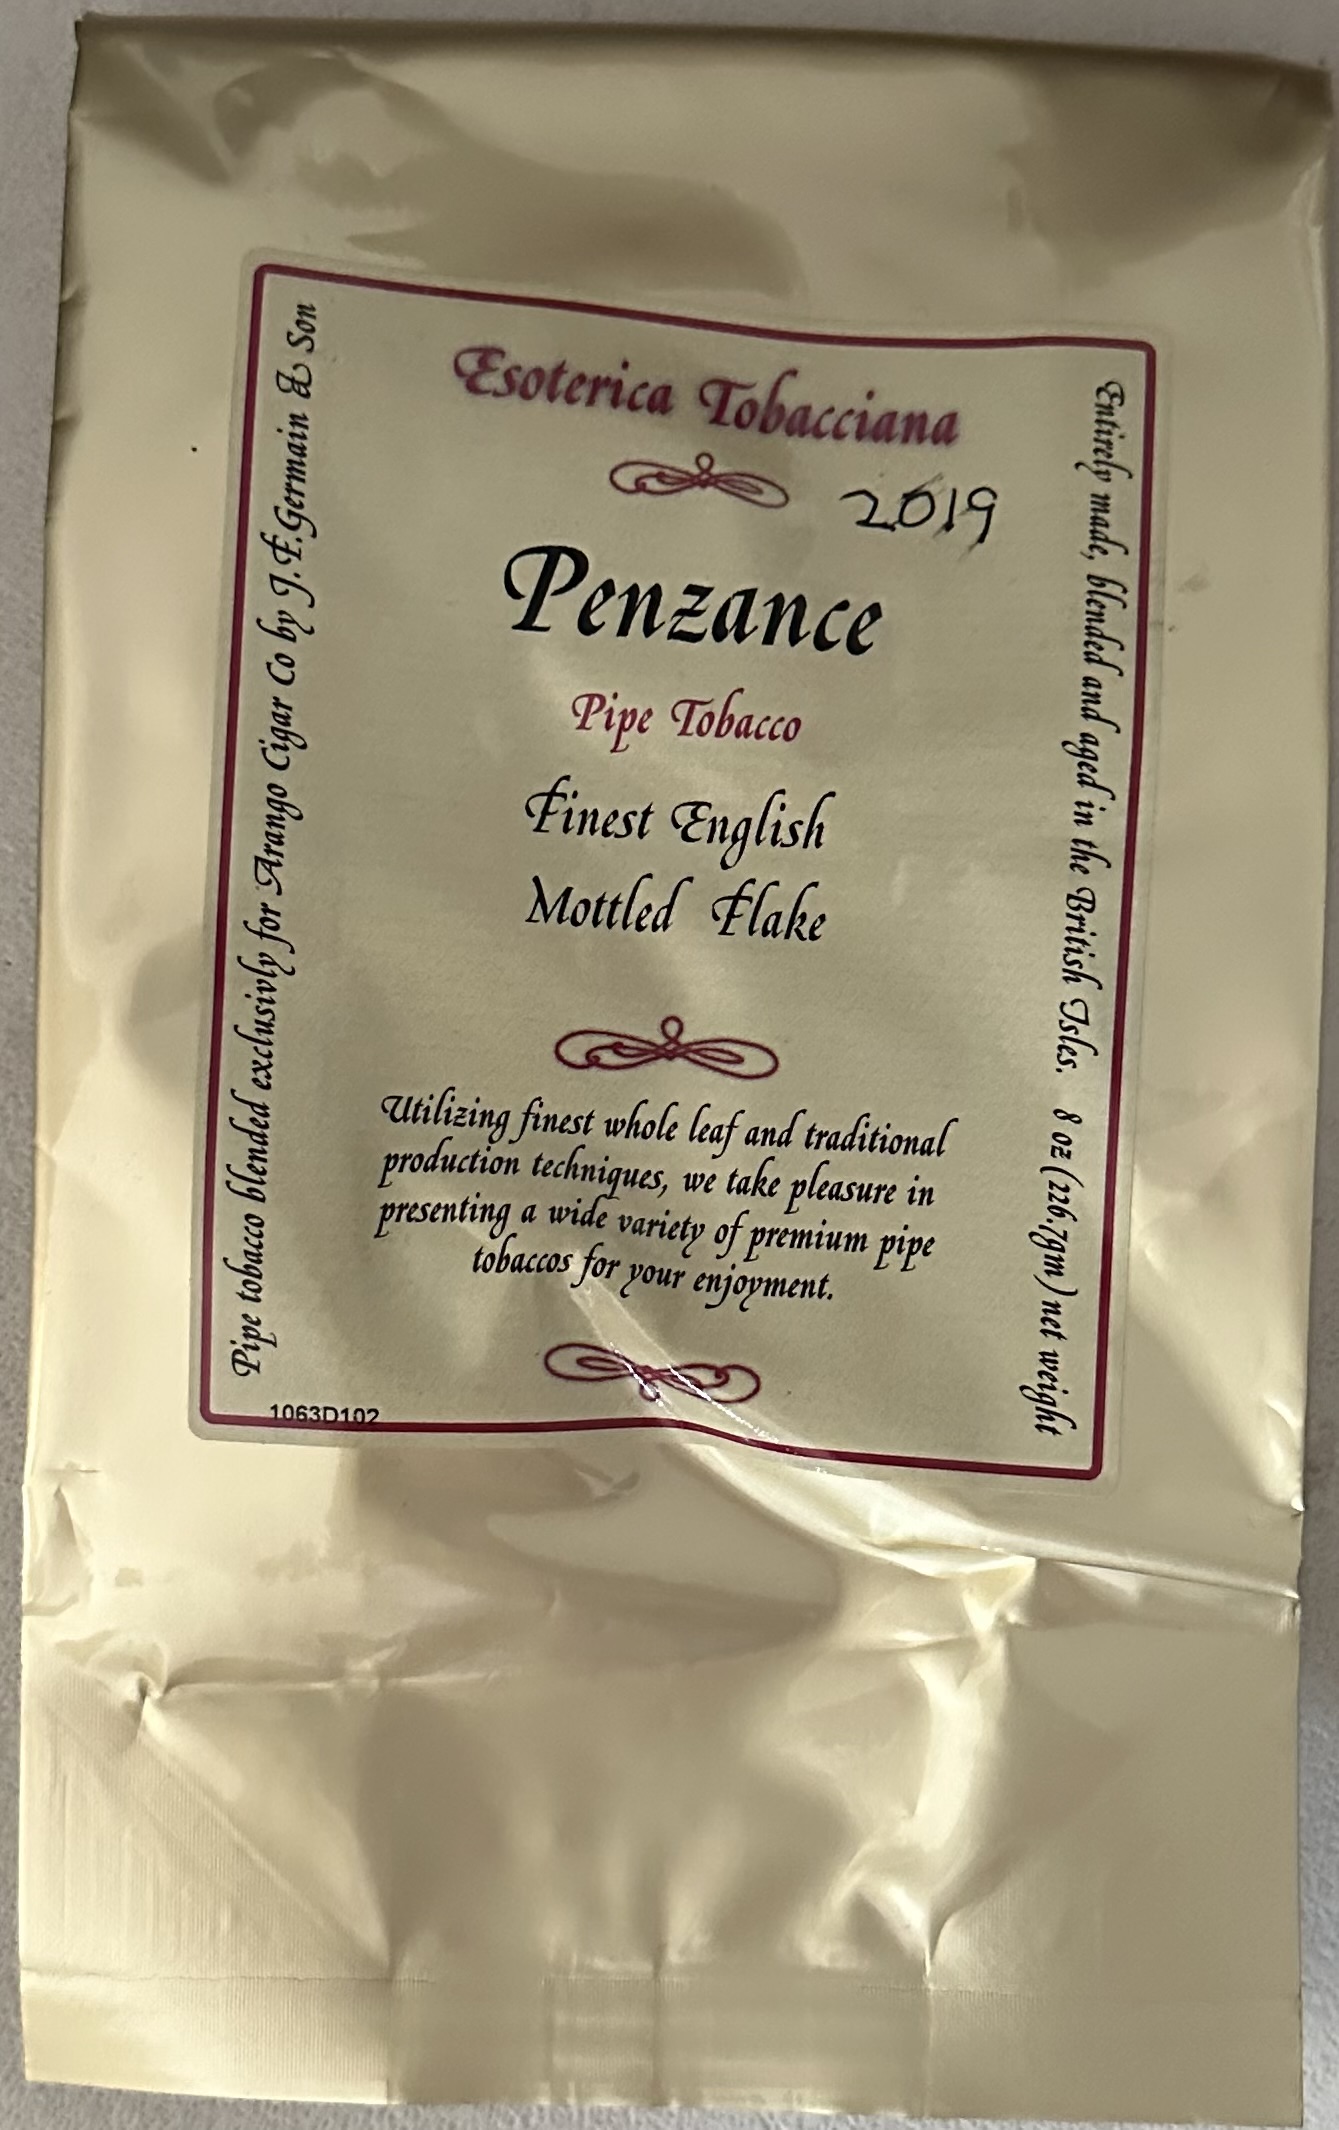 Esoterica Tobacciana
2019
Penzance
Pipe Tobacco
Finest English
Mottled Flake
Utilizing finest whole leaf and traditional
production techniques, we take pleasure in
presenting a wide variety of premium pipe
tobaccos for your enjoyment.
Pipe tobacco blended exclusivly for Arango Cigar Co by J.F.Germain & Son
Entirely made, blended and aged in the British Isles. 8 oz (226.7gm) net weight
1063D102